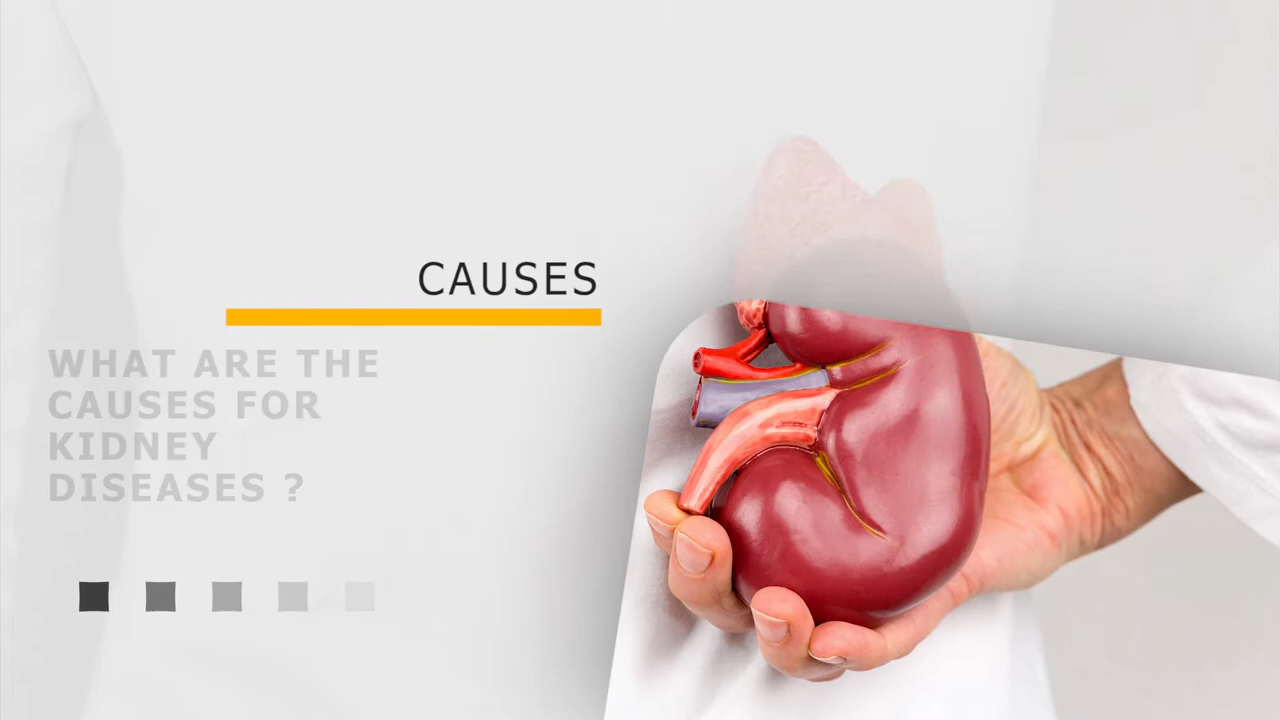 CAUSES
WHAT ARE THE
CAUSES FOR
KIDNEY
DISEASES ?